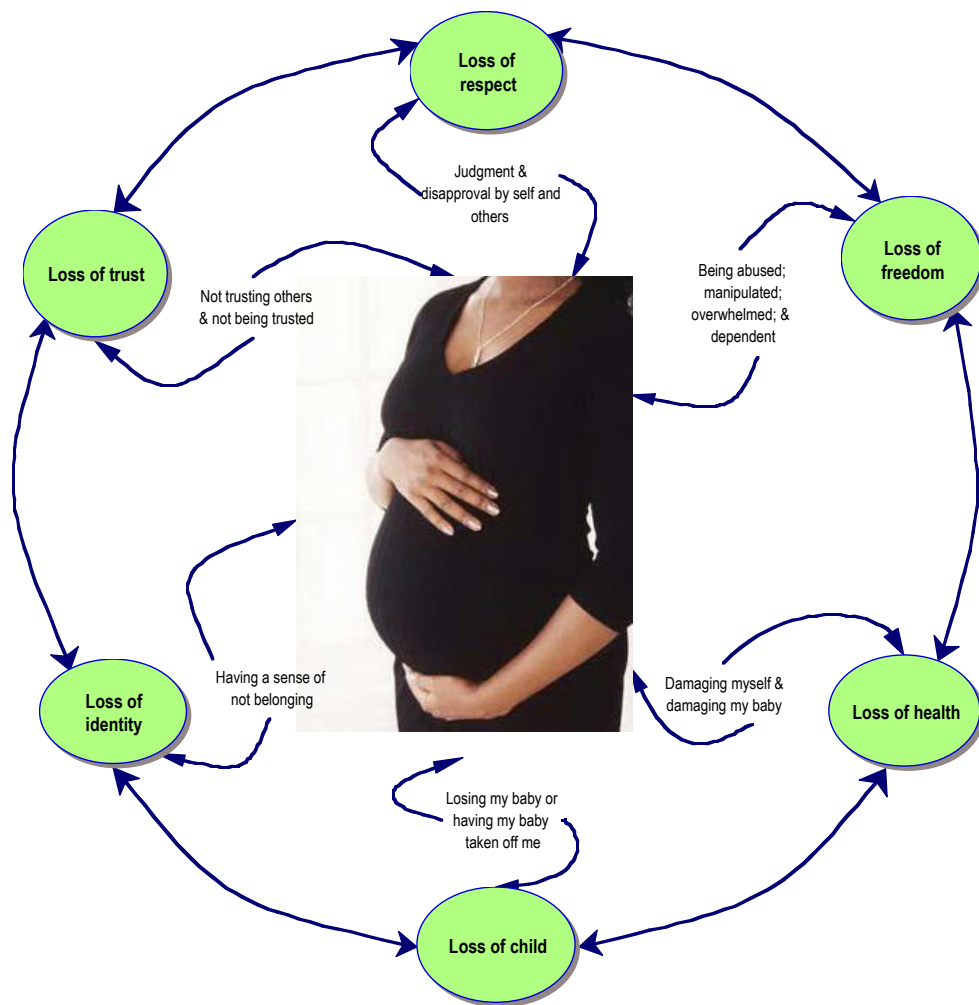 Loss of
respect
Judgment &
disapproval by self and
others
Loss of trust
Not trusting others
& not being trusted
Being abused;
manipulated;
overwhelmed; &
dependent
Loss of
freedom
Loss of
identity
Having a sense of
not belonging
Damaging myself &
damaging my baby
Loss of health
Losing my baby or
having my baby
taken off me
Loss of child